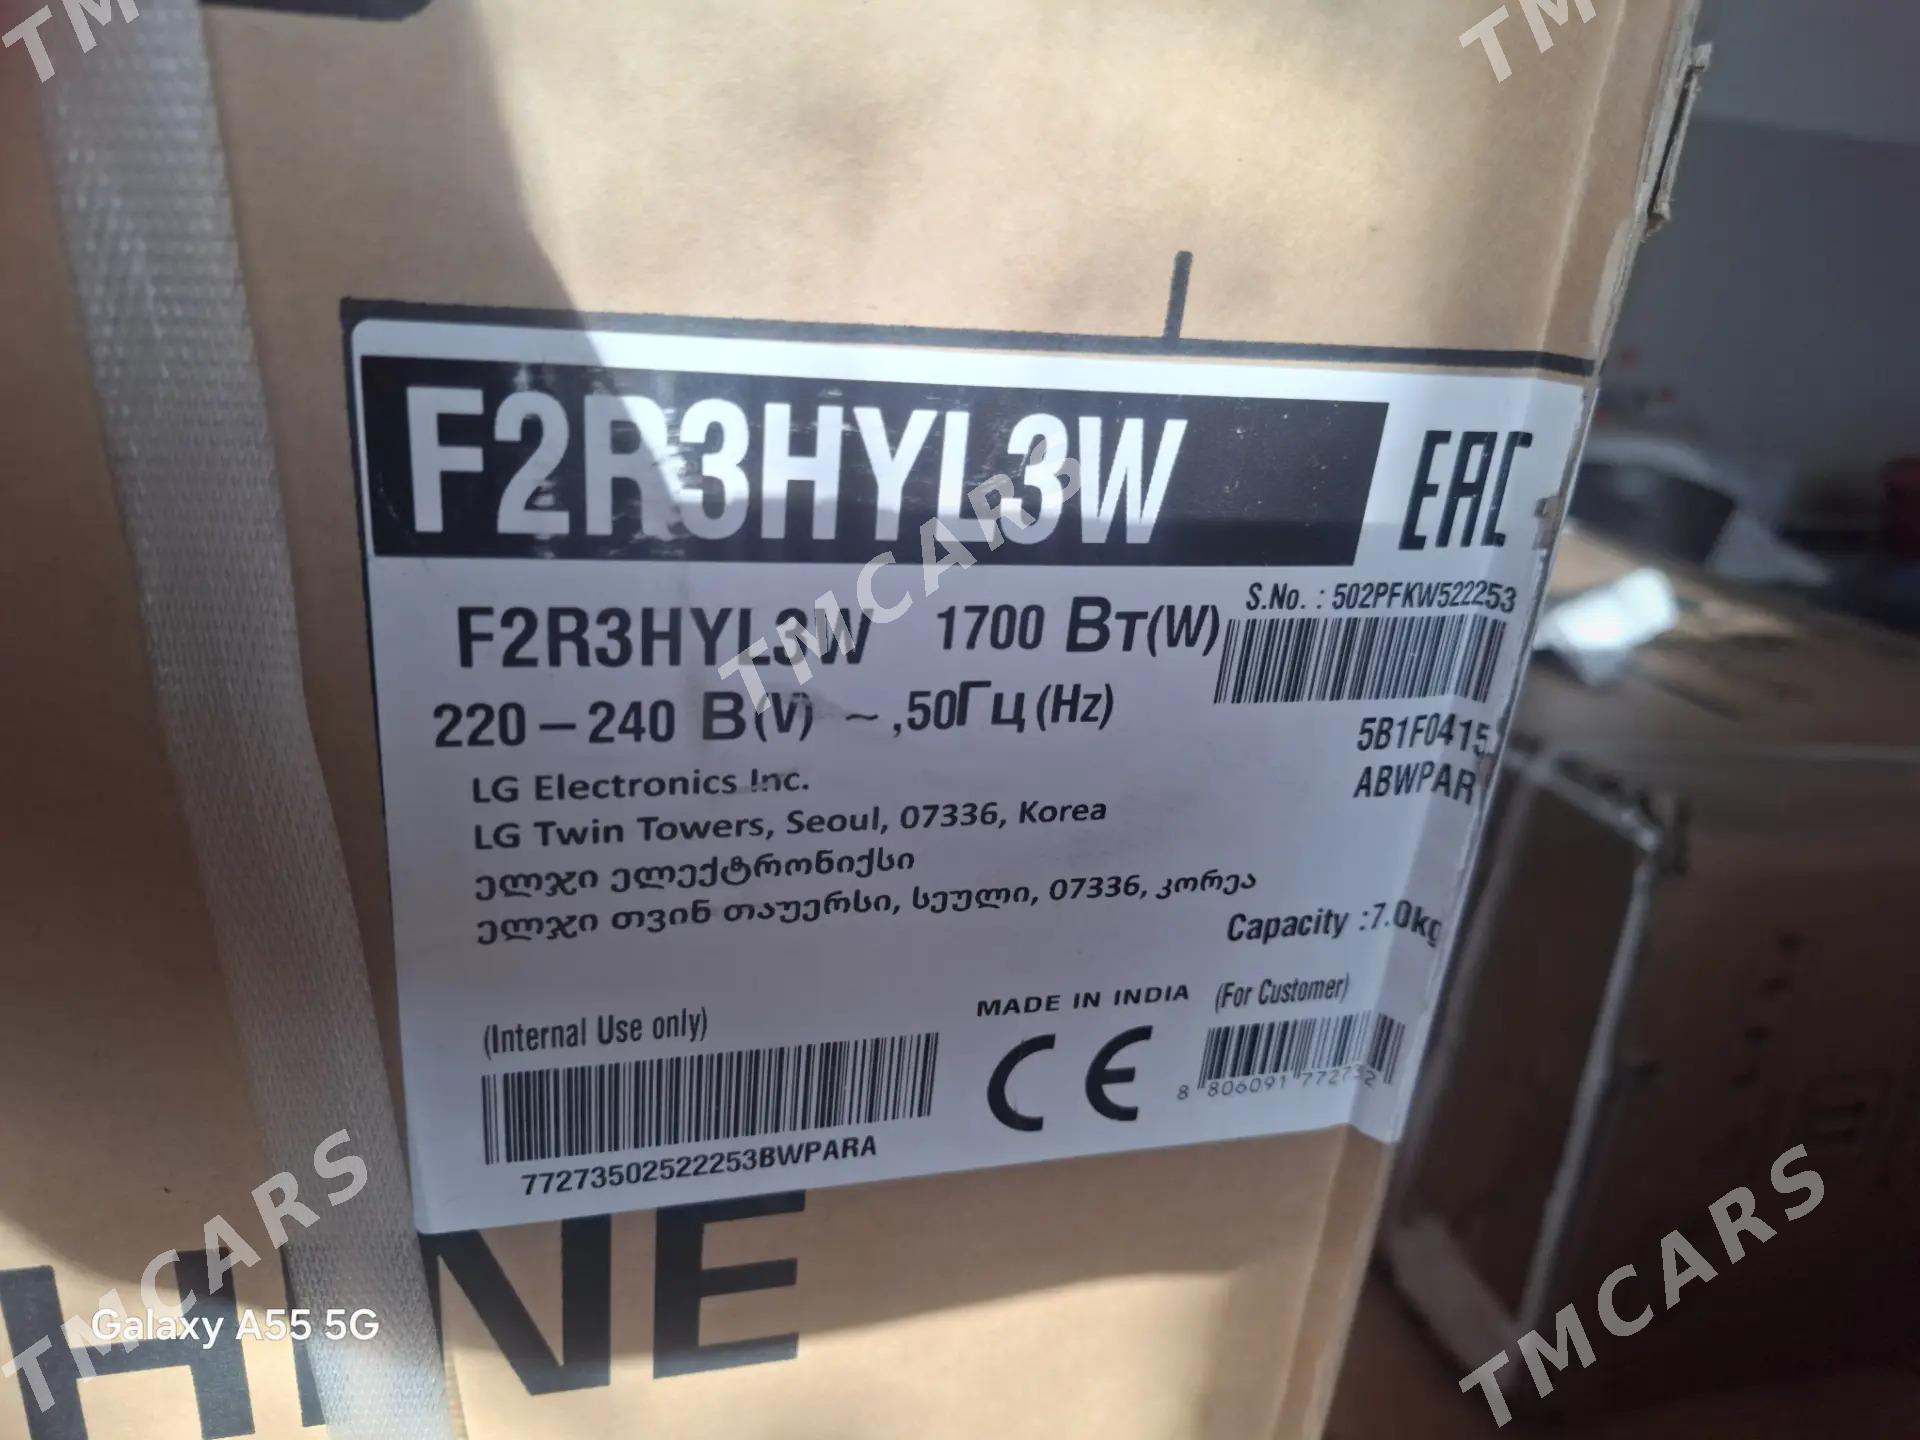 F2R3HYL3W
EAC
F2R3HYL3W 1700 Вт(W)
S.No. : 502PFKW522253
220 – 240 В(V) ~ ,50Гц(Hz)
ABWPAR
LG Electronics Inc.
LG Twin Towers, Seoul, 07336, Korea
ელჯი ელექტრონიქსი
ელჯი თვინ თაუერსი, სეული, 07336, კორეა
Capacity :7.0kg
MADE IN INDIA (For Customer)
(Internal Use only)
CE
8 806091 772732
77273502522253BWPARA
HINE
Galaxy A55 5G
TMCARS
TMCARS
TMCARS